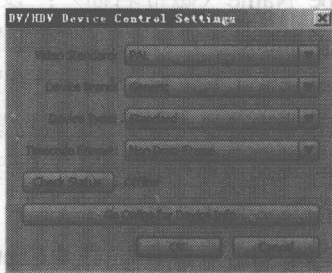 DV/HDV Device Control Settings
Video Standard: PAL
Device Brand: Generic
Device Type: Standard
Timecode Format: Non Drop-Frame
Check Status Offline
Go Online for Device Info
OK Cancel